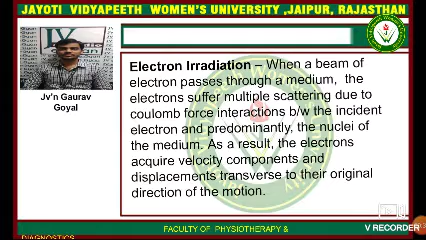 JAYOTI VIDYAPEETH WOMEN'S UNIVERSITY ,JAIPUR, RAJASTHAN
Electron Irradiation – When a beam of
electron passes through a medium, the
electrons suffer multiple scattering due to
coulomb force interactions b/w the incident
electron and predominantly, the nuclei of
the medium. As a result, the electrons
acquire velocity components and
displacements transverse to their original
direction of the motion.
Jv'n Gaurav
Goyal
FACULTY OF PHYSIOTHERAPY &
DIAGNOSTICS
V RECORDER